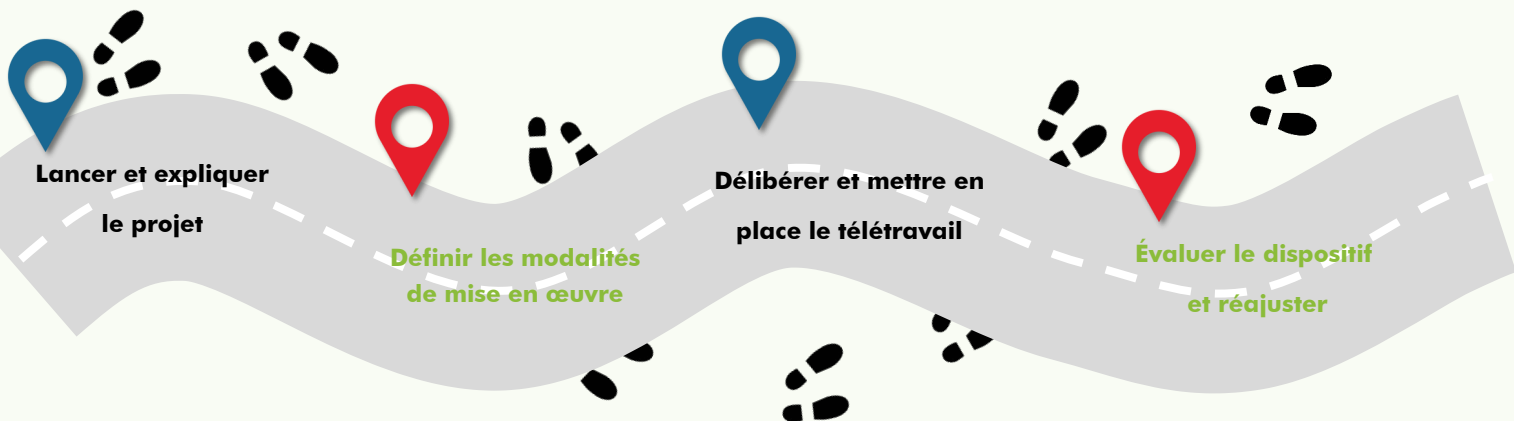 Lancer et expliquer
le projet
Définir les modalités
de mise en œuvre
Délibérer et mettre en
place le télétravail
Évaluer le dispositif
et réajuster